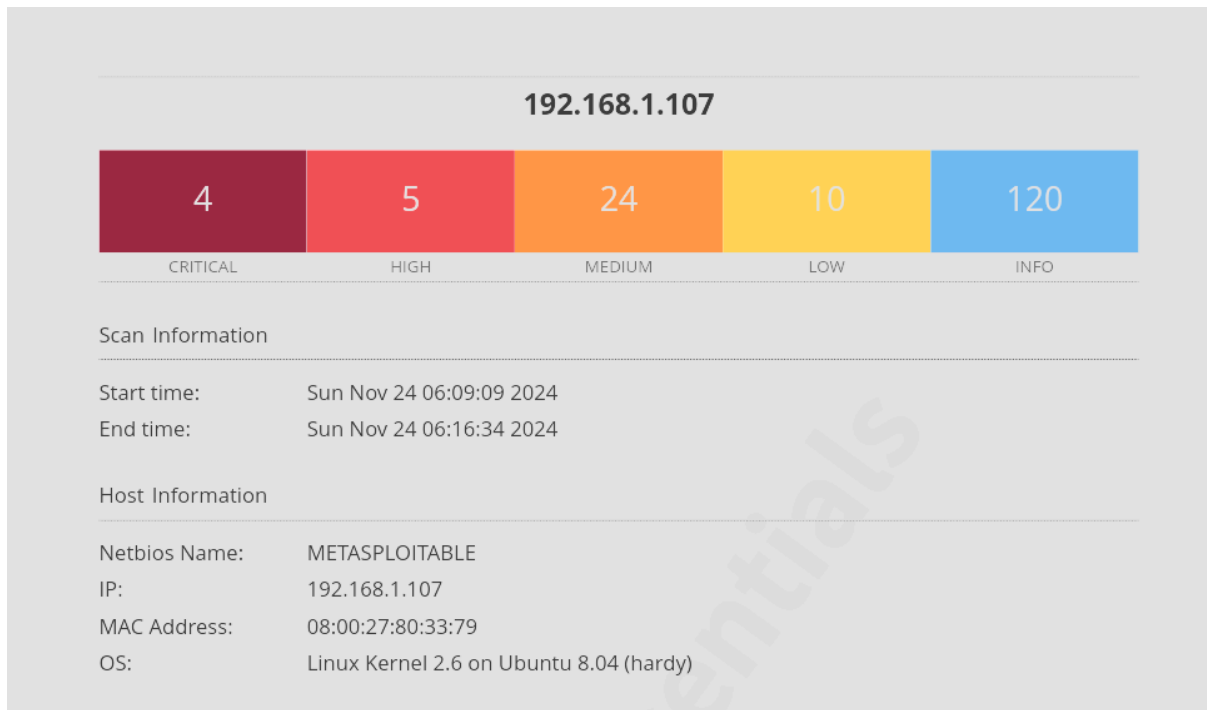 192.168.1.107
4 5 24 10 120
CRITICAL HIGH MEDIUM LOW INFO
Scan Information
Start time: Sun Nov 24 06:09:09 2024
End time: Sun Nov 24 06:16:34 2024
Host Information
Netbios Name: METASPLOITABLE
IP: 192.168.1.107
MAC Address: 08:00:27:80:33:79
OS: Linux Kernel 2.6 on Ubuntu 8.04 (hardy)
entials